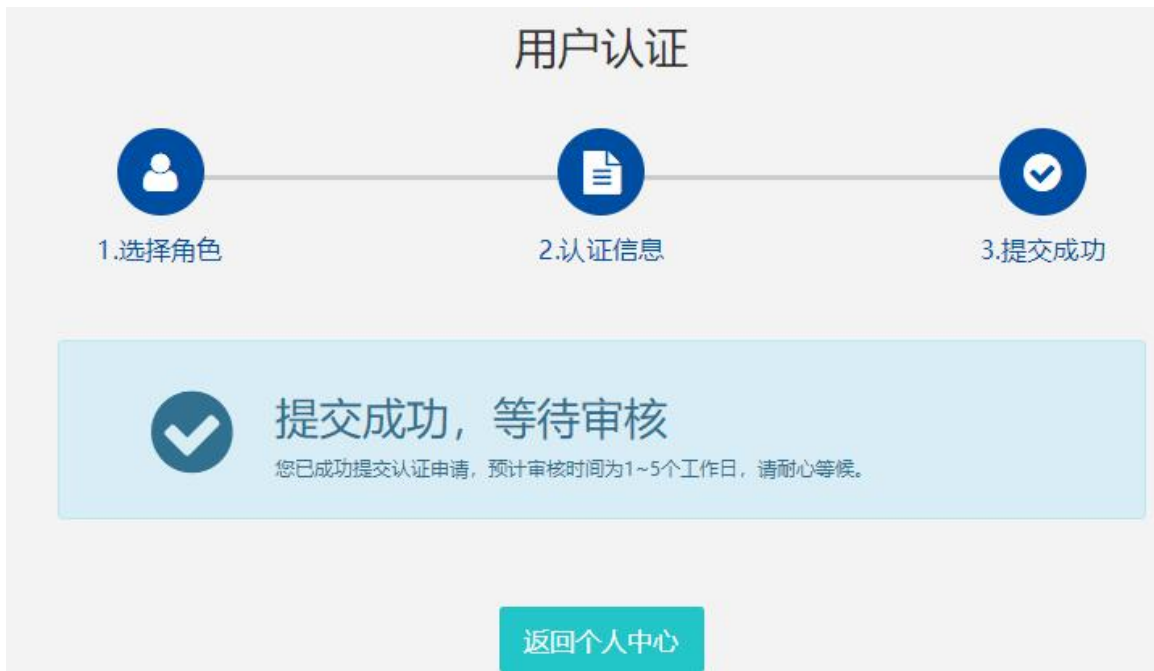 用户认证
1.选择角色
2.认证信息
3.提交成功
提交成功，等待审核
您已成功提交认证申请，预计审核时间为1~5个工作日，请耐心等候。
返回个人中心